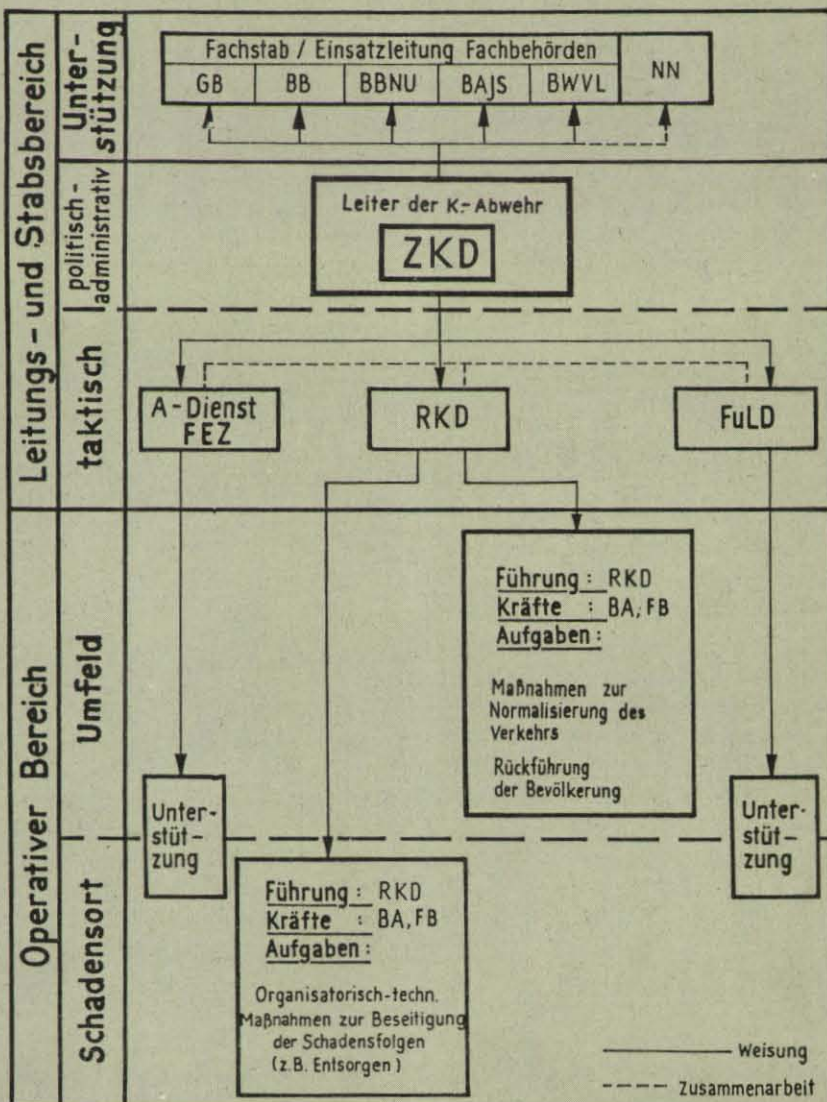 Leitungs- und Stabsbereich
Unter-
stützung
Fachstab / Einsatzleitung Fachbehörden
GB
BB
BBNU
BAJS
BWVL
NN
politisch-
administrativ
Leiter der K.-Abwehr
ZKD
taktisch
A-Dienst
FEZ
RKD
FuLD
Operativer Bereich
Umfeld
Führung : RKD
Kräfte : BA, FB
Aufgaben :
Maßnahmen zur
Normalisierung des
Verkehrs
Rückführung
der Bevölkerung
Unter-
stüt-
zung
Unter-
stüt-
zung
Schadensort
Führung : RKD
Kräfte : BA, FB
Aufgaben :
Organisatorisch-techn.
Maßnahmen zur Beseitigung
der Schadensfolgen
(z.B. Entsorgen)
Weisung
Zusammenarbeit